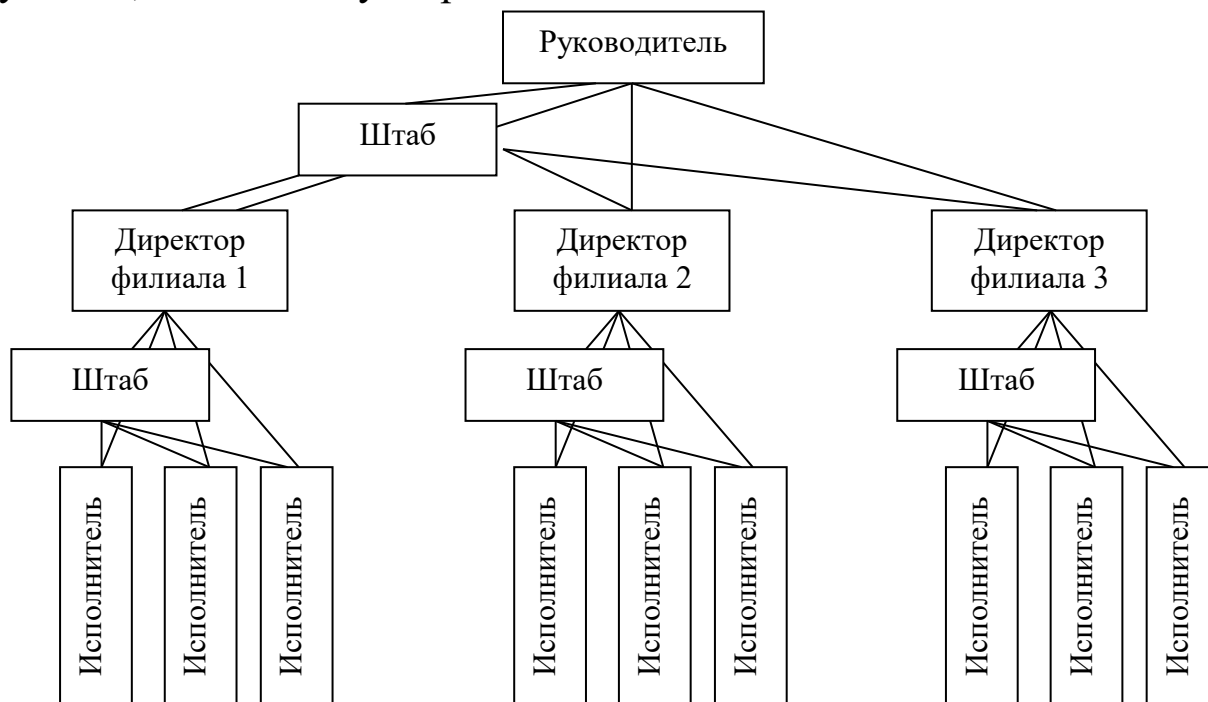 Руководитель
Штаб
Директор
филиала 1
Директор
филиала 2
Директор
филиала 3
Штаб
Штаб
Штаб
Исполнитель
Исполнитель
Исполнитель
Исполнитель
Исполнитель
Исполнитель
Исполнитель
Исполнитель
Исполнитель